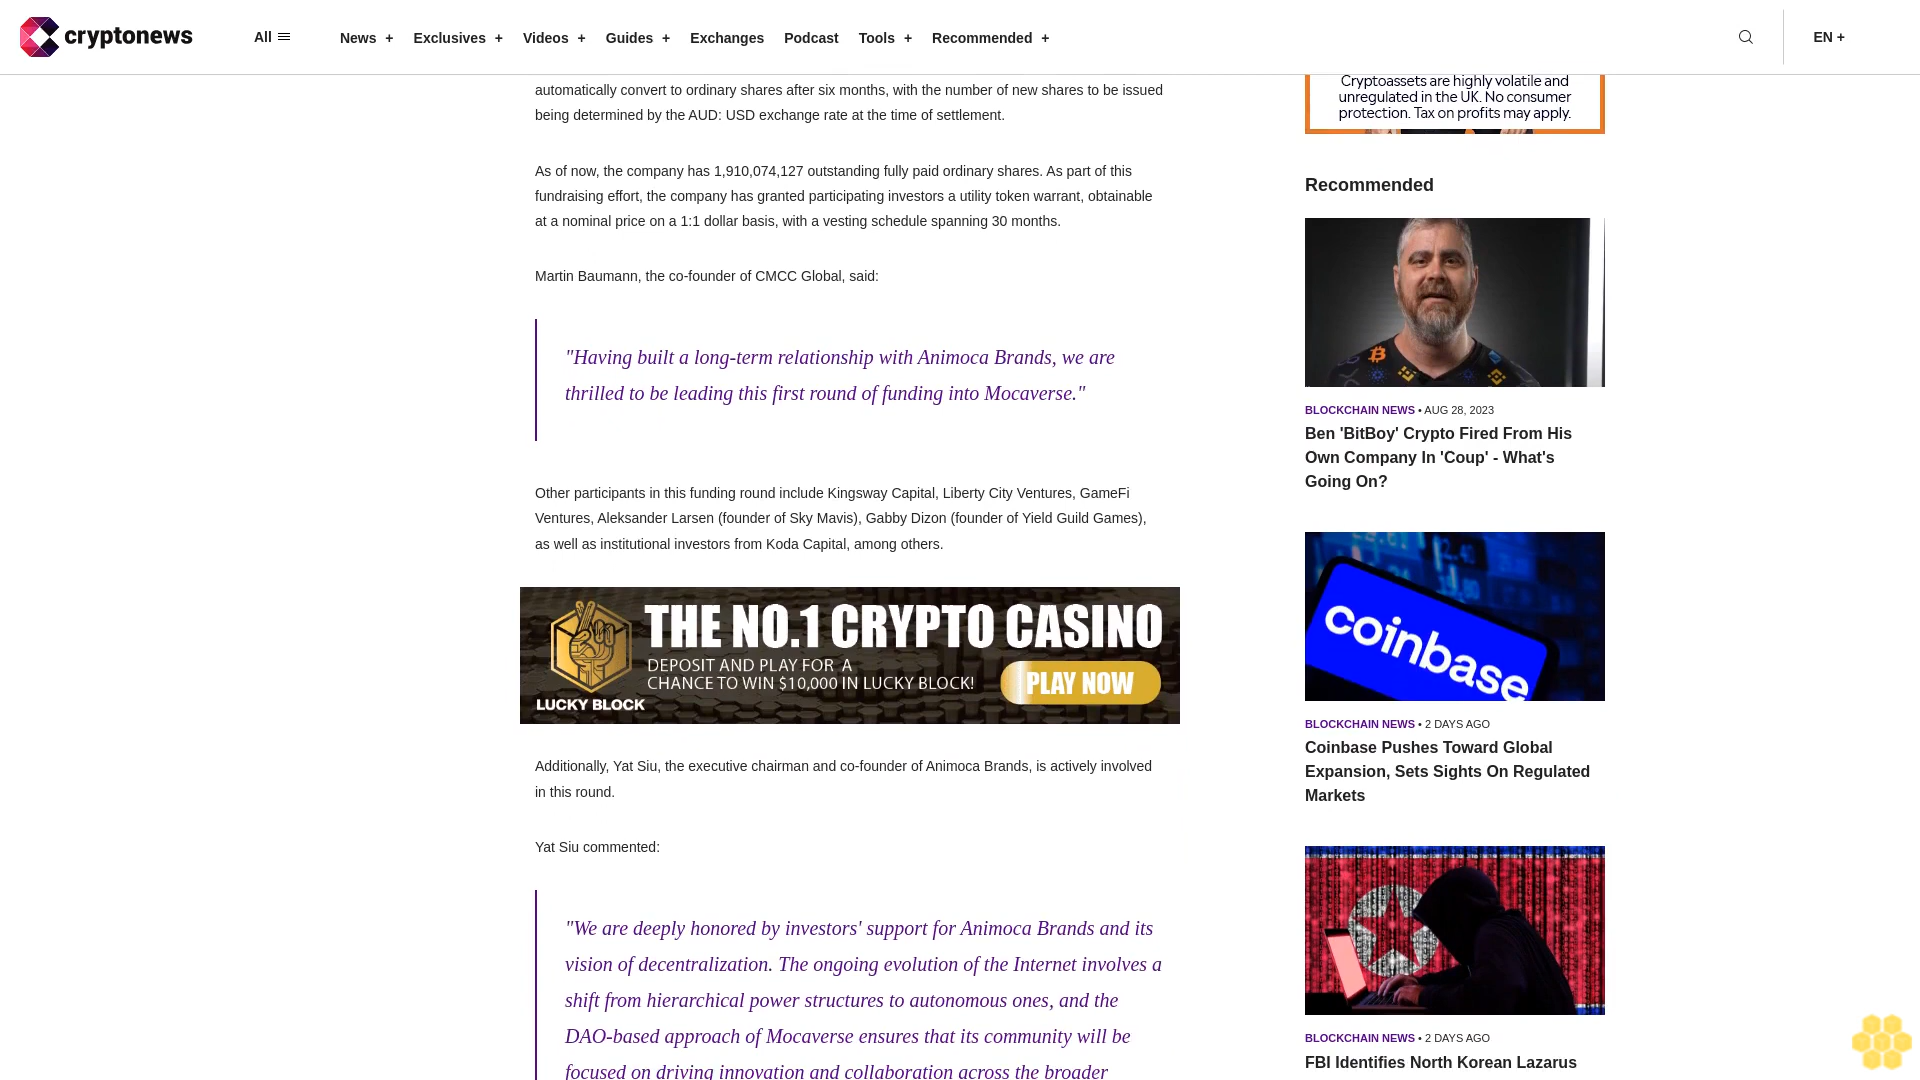 cryptonews
All
News +
Exclusives +
Videos +
Guides +
Exchanges
Podcast
Tools +
Recommended +
EN +
automatically convert to ordinary shares after six months, with the number of new shares to be issued
being determined by the AUD: USD exchange rate at the time of settlement.
As of now, the company has 1,910,074,127 outstanding fully paid ordinary shares. As part of this
fundraising effort, the company has granted participating investors a utility token warrant, obtainable
at a nominal price on a 1:1 dollar basis, with a vesting schedule spanning 30 months.
Martin Baumann, the co-founder of CMCC Global, said:
"Having built a long-term relationship with Animoca Brands, we are
thrilled to be leading this first round of funding into Mocaverse."
Other participants in this funding round include Kingsway Capital, Liberty City Ventures, GameFi
Ventures, Aleksander Larsen (founder of Sky Mavis), Gabby Dizon (founder of Yield Guild Games),
as well as institutional investors from Koda Capital, among others.
THE NO.1 CRYPTO CASINO
DEPOSIT AND PLAY FOR A
CHANCE TO WIN $10,000 IN LUCKY BLOCK!
PLAY NOW
LUCKY BLOCK
Additionally, Yat Siu, the executive chairman and co-founder of Animoca Brands, is actively involved
in this round.
Yat Siu commented:
"We are deeply honored by investors' support for Animoca Brands and its
vision of decentralization. The ongoing evolution of the Internet involves a
shift from hierarchical power structures to autonomous ones, and the
DAO-based approach of Mocaverse ensures that its community will be
focused on driving innovation and collaboration across the broader
Cryptoassets are highly volatile and
unregulated in the UK. No consumer
protection. Tax on profits may apply.
Recommended
BLOCKCHAIN NEWS • AUG 28, 2023
Ben 'BitBoy' Crypto Fired From His
Own Company In 'Coup' - What's
Going On?
coinbase
BLOCKCHAIN NEWS • 2 DAYS AGO
Coinbase Pushes Toward Global
Expansion, Sets Sights On Regulated
Markets
BLOCKCHAIN NEWS • 2 DAYS AGO
FBI Identifies North Korean Lazarus